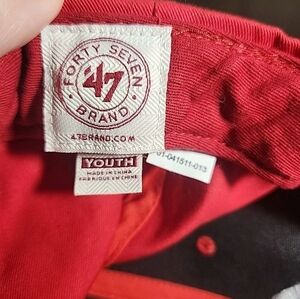 FORTY SEVEN
'47
BRAND
47BRAND.COM
YOUTH
MADE IN CHINA
FABRIQUÉ EN CHINE
01-041511-013